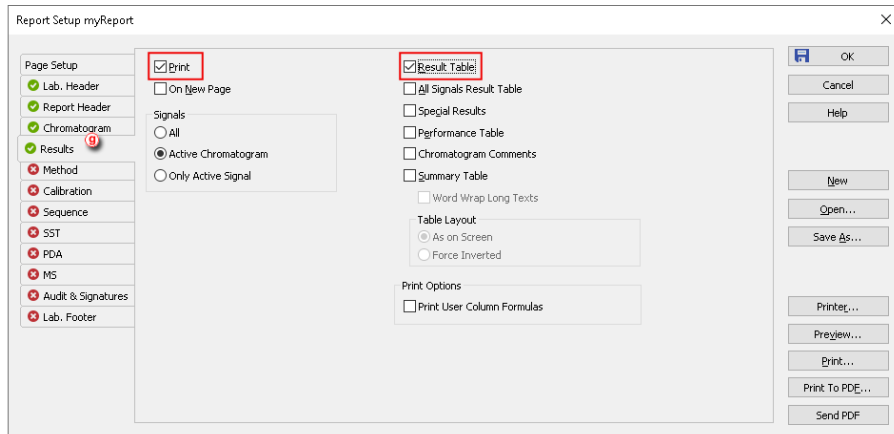 Report Setup myReport
Page Setup
Lab. Header
Report Header
Chromatogram
Results
g
Method
Calibration
Sequence
SST
PDA
MS
Audit & Signatures
Lab. Footer
Print
On New Page
Signals
All
Active Chromatogram
Only Active Signal
Result Table
All Signals Result Table
Special Results
Performance Table
Chromatogram Comments
Summary Table
Word Wrap Long Texts
Table Layout
As on Screen
Force Inverted
Print Options
Print User Column Formulas
OK
Cancel
Help
New
Open...
Save As...
Printer...
Preview...
Print...
Print To PDF...
Send PDF